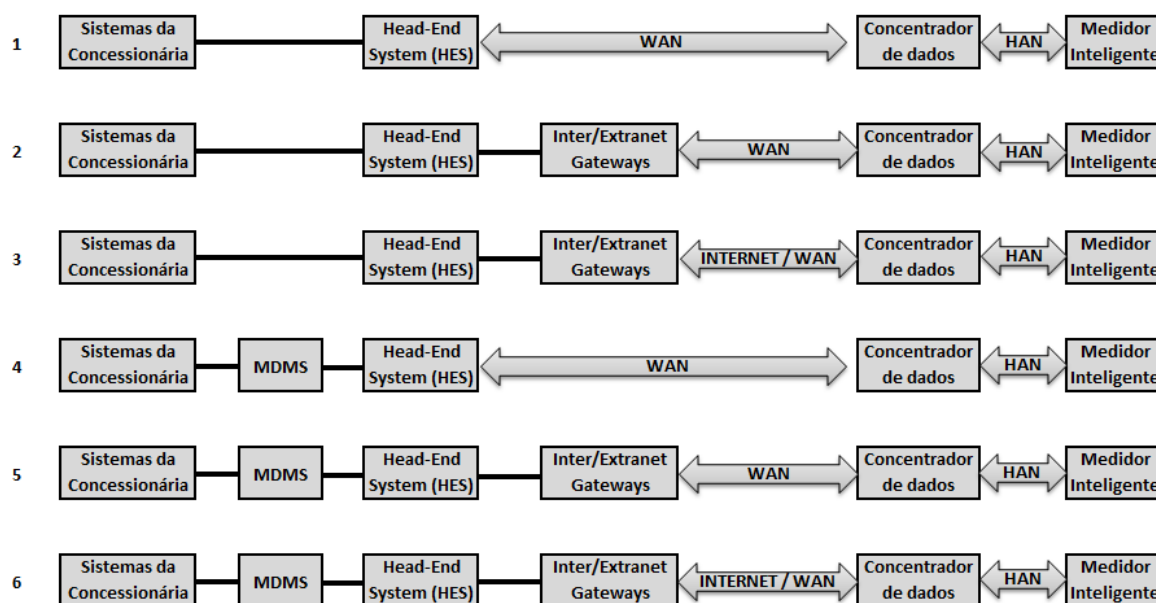 1
Sistemas da
Concessionária
Head-End
System (HES)
WAN
Concentrador
de dados
HAN
Medidor
Inteligente
2
Sistemas da
Concessionária
Head-End
System (HES)
Inter/Extranet
Gateways
WAN
Concentrador
de dados
HAN
Medidor
Inteligente
3
Sistemas da
Concessionária
Head-End
System (HES)
Inter/Extranet
Gateways
INTERNET / WAN
Concentrador
de dados
HAN
Medidor
Inteligente
4
Sistemas da
Concessionária
MDMS
Head-End
System (HES)
WAN
Concentrador
de dados
HAN
Medidor
Inteligente
5
Sistemas da
Concessionária
MDMS
Head-End
System (HES)
Inter/Extranet
Gateways
WAN
Concentrador
de dados
HAN
Medidor
Inteligente
6
Sistemas da
Concessionária
MDMS
Head-End
System (HES)
Inter/Extranet
Gateways
INTERNET / WAN
Concentrador
de dados
HAN
Medidor
Inteligente